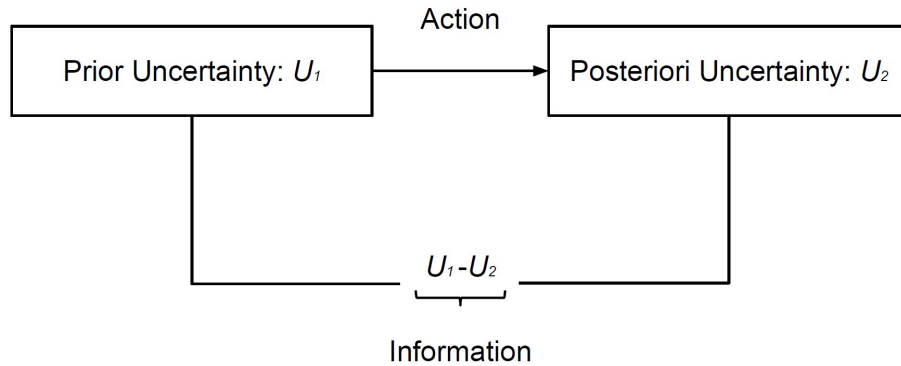 Action
Prior Uncertainty: U₁
Posteriori Uncertainty: U₂
U₁-U₂
Information